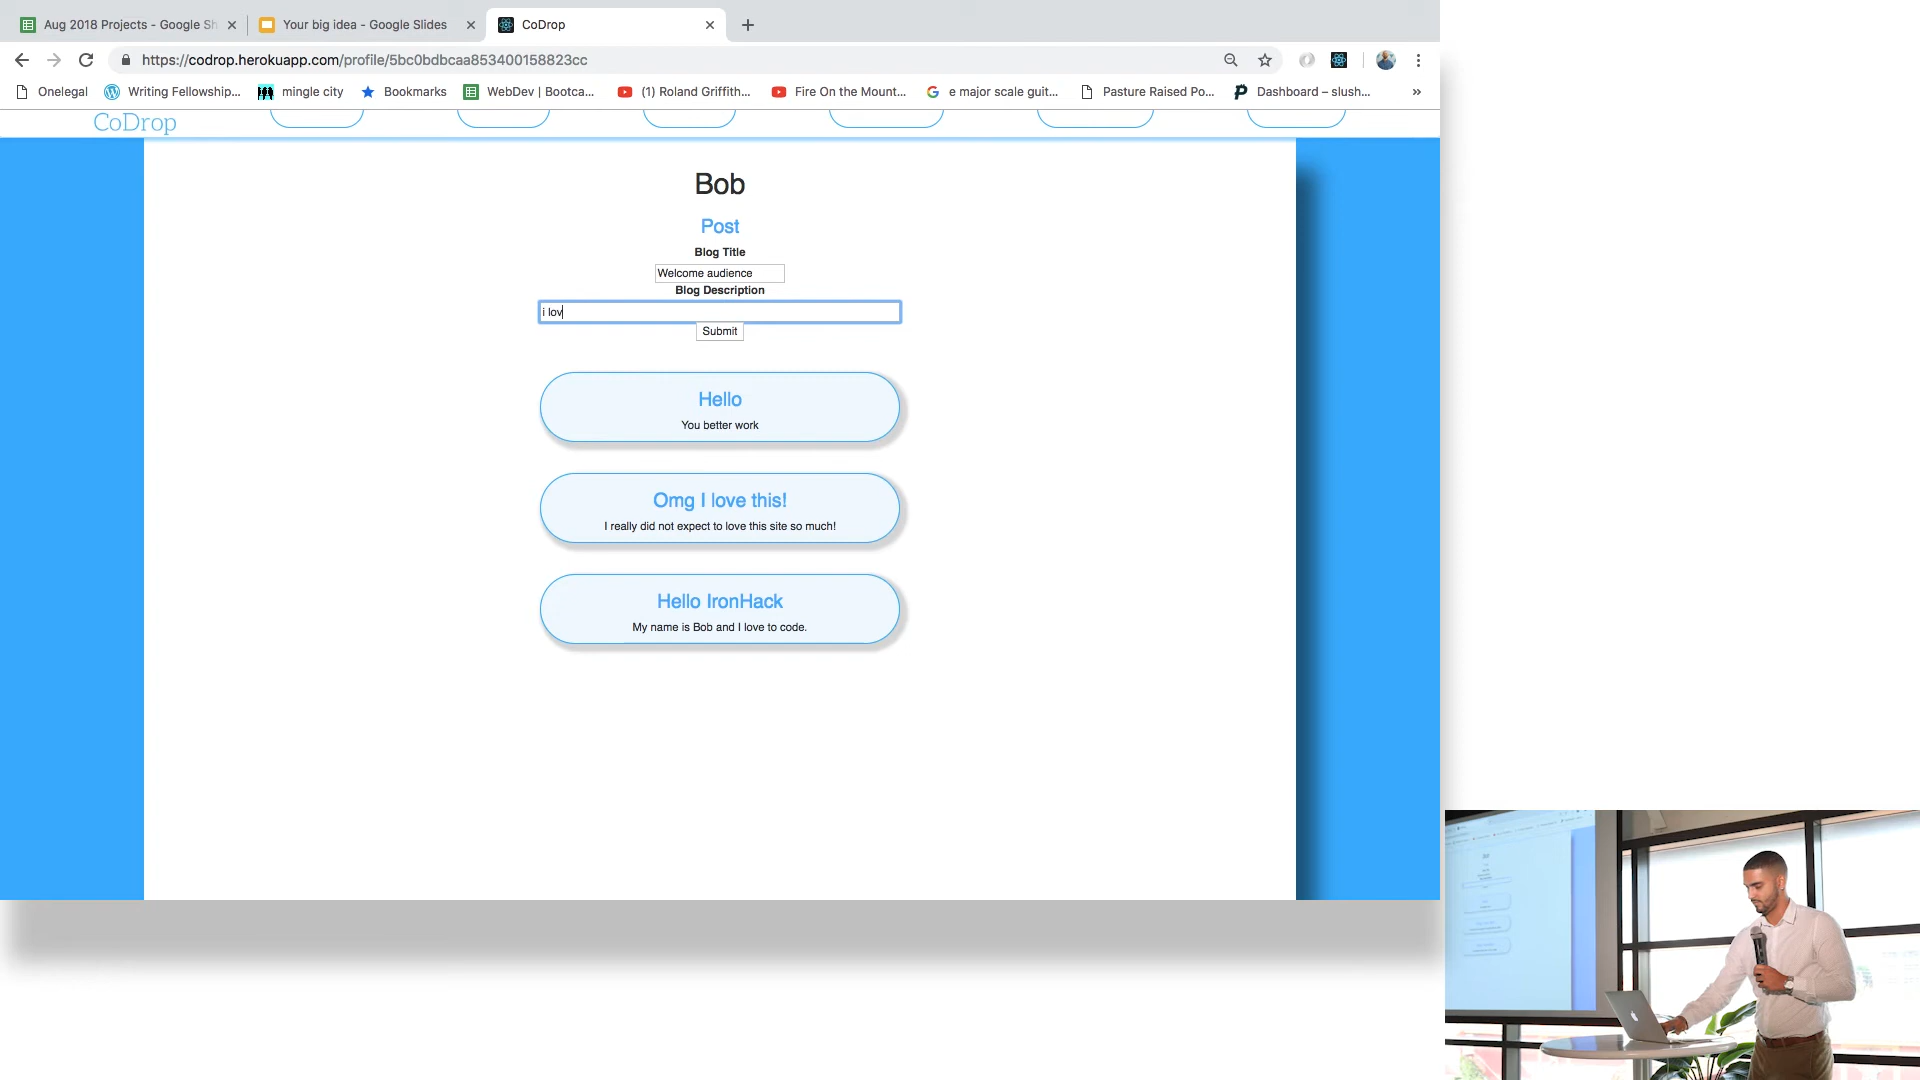 Aug 2018 Projects - Google Sh
Your big idea - Google Slides
CoDrop
https://codrop.herokuapp.com/profile/5bc0bdbcaa853400158823cc
Onelegal
Writing Fellowship...
mingle city
Bookmarks
WebDev | Bootca...
(1) Roland Griffith...
Fire On the Mount...
e major scale guit...
Pasture Raised Po...
Dashboard – slush...
»
CoDrop
Bob
Post
Blog Title
Welcome audience
Blog Description
i lov
Submit
Hello
You better work
Omg I love this!
I really did not expect to love this site so much!
Hello IronHack
My name is Bob and I love to code.